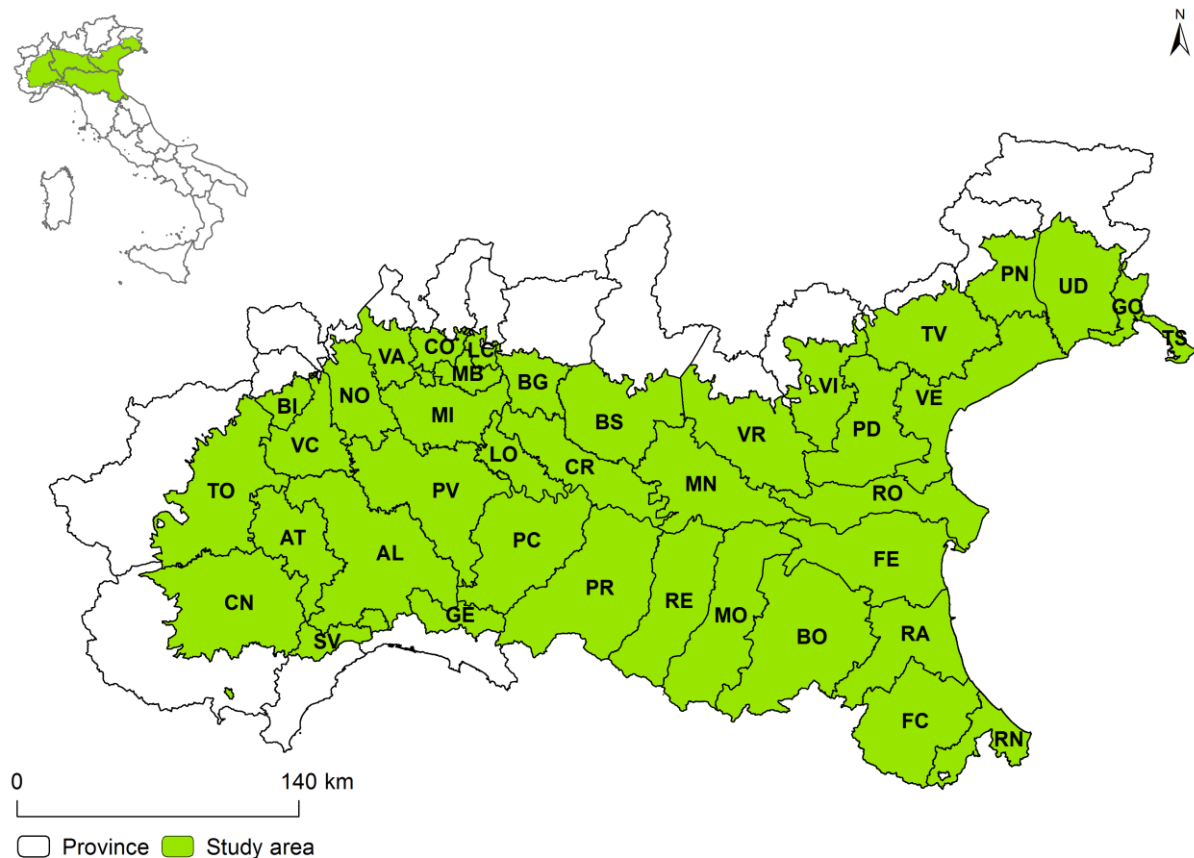 N
PN
UD
GO
TS
TV
CO
LC
VA
MB
VI
BG
NO
BI
VE
MI
BS
VR
PD
VC
LO
CR
MN
TO
PV
RO
AT
AL
PC
FE
PR
CN
RE
MO
GE
BO
RA
SV
FC
RN
0 140 km
Province Study area